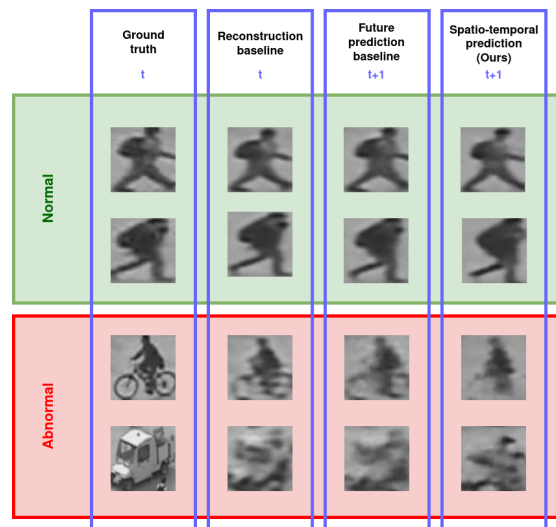 Ground
truth
t
Reconstruction
baseline
t
Future
prediction
baseline
t+1
Spatio-temporal
prediction
(Ours)
t+1
Normal
Abnormal